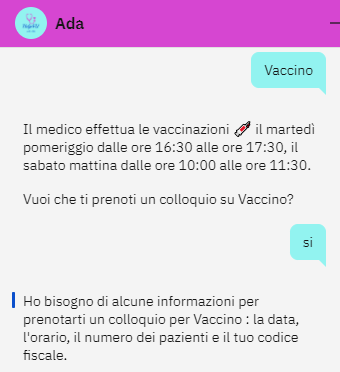 Ada
Vaccino
Il medico effettua le vaccinazioni 💉 il martedì
pomeriggio dalle ore 16:30 alle ore 17:30, il
sabato mattina dalle ore 10:00 alle ore 11:30.
Vuoi che ti prenoti un colloquio su Vaccino?
si
Ho bisogno di alcune informazioni per
prenotarti un colloquio per Vaccino : la data,
l'orario, il numero dei pazienti e il tuo codice
fiscale.